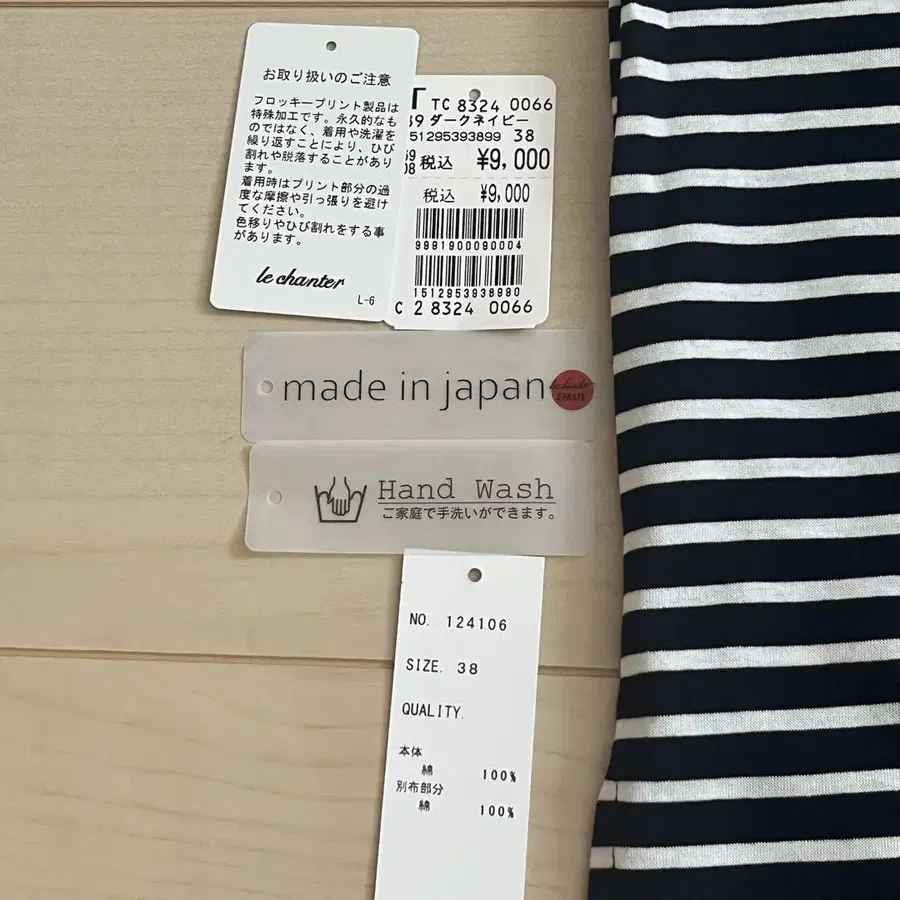 お取り扱いのご注意
フロッキープリント製品は
特殊加工です。永久的なも
のではなく、着用や洗濯を
繰り返すことにより、ひび
割れや脱落することがあり
ます。
着用時はプリント部分の過
度な摩擦や引っ張りを避け
てください。
色移りやひび割れをする事
があります。
le chanter
L-6
T TC 8324 0066
39 ダークネイビー
151295393899 38
税込 ¥9,000
税込 ¥9,000
9891900090004
1512953938990
C 2 8324 0066
made in japan
le chanter
EMUE
Hand Wash
ご家庭で手洗いができます。
NO. 124106
SIZE. 38
QUALITY.
本体
綿 100%
別布部分
綿 100%